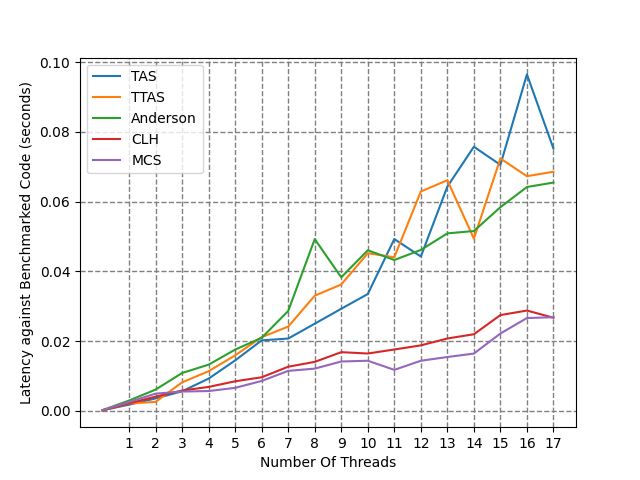 0.10
0.08
0.06
0.04
0.02
0.00
Latency against Benchmarked Code (seconds)
TAS
TTAS
Anderson
CLH
MCS
1 2 3 4 5 6 7 8 9 10 11 12 13 14 15 16 17
Number Of Threads